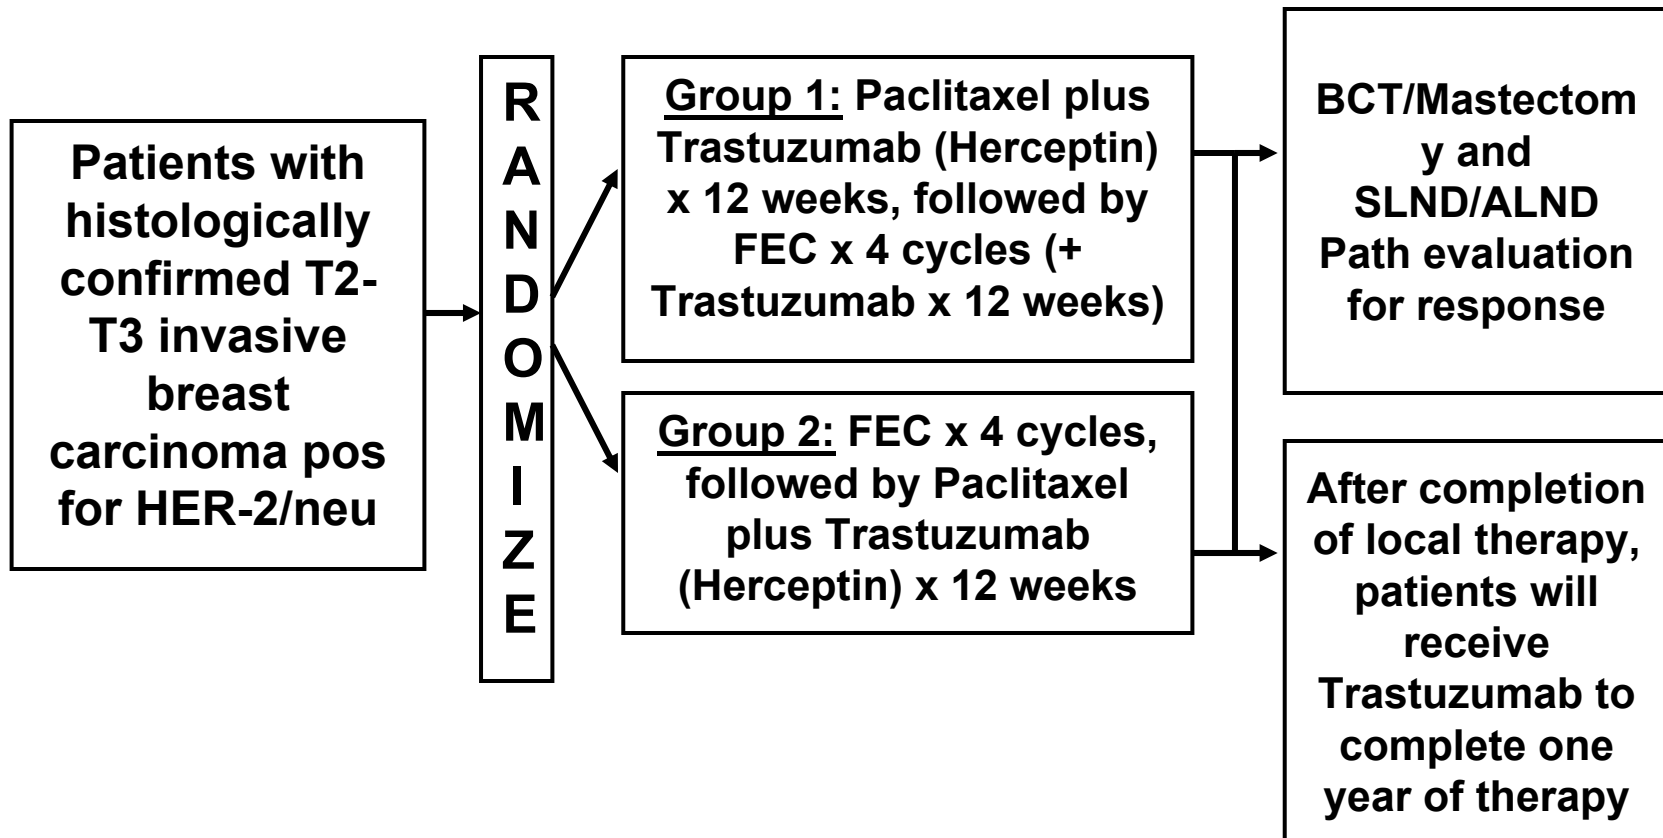 Patients with
histologically
confirmed T2-
T3 invasive
breast
carcinoma pos
for HER-2/neu
R
A
N
D
O
M
I
Z
E
Group 1: Paclitaxel plus
Trastuzumab (Herceptin)
x 12 weeks, followed by
FEC x 4 cycles (+
Trastuzumab x 12 weeks)
Group 2: FEC x 4 cycles,
followed by Paclitaxel
plus Trastuzumab
(Herceptin) x 12 weeks
BCT/Mastectom
y and
SLND/ALND
Path evaluation
for response
After completion
of local therapy,
patients will
receive
Trastuzumab to
complete one
year of therapy